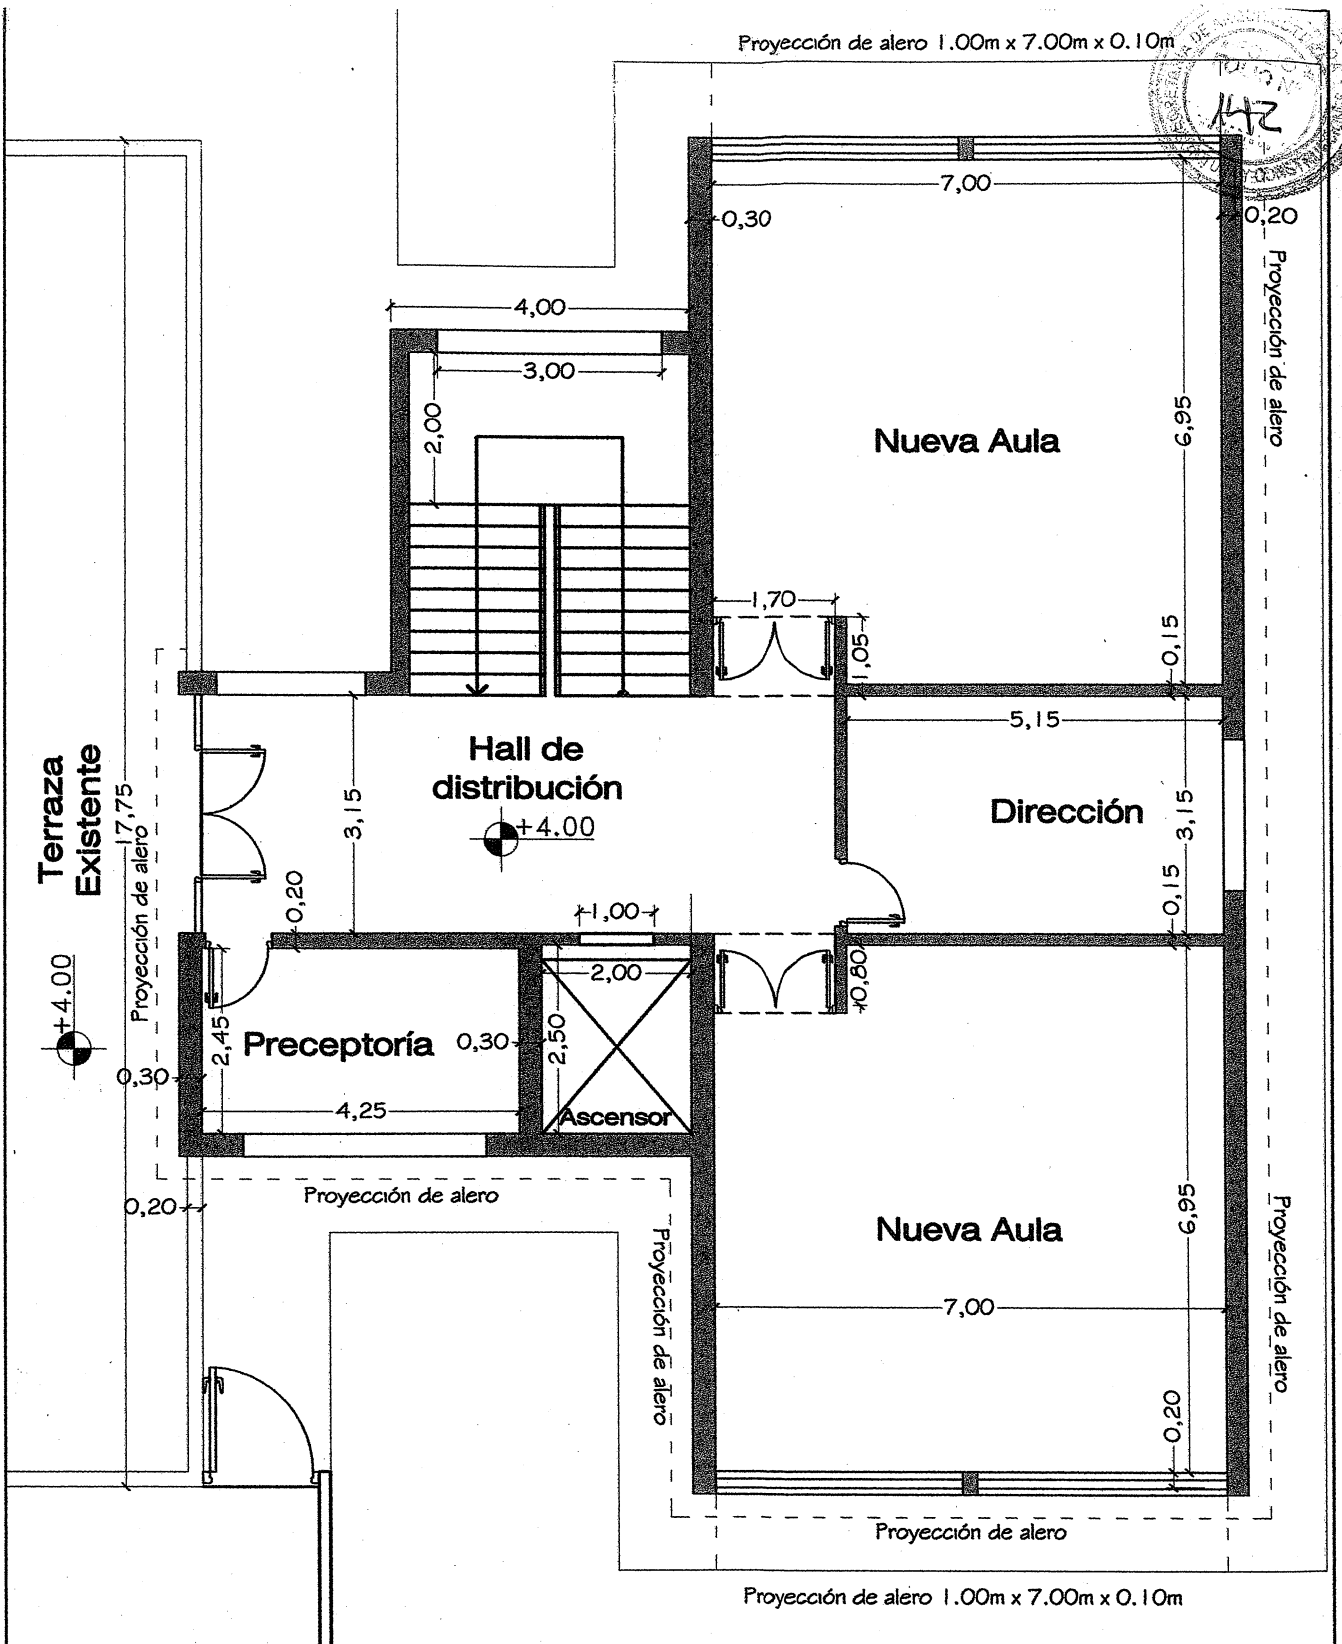 Proyección de alero 1.00m x 7.00m x 0.10m
142
7,00
0,30
0,20
Proyección de alero
4,00
3,00
2,00
Nueva Aula
6,95
1,70
1,05
0,15
5,15
Hall de
distribución
+4.00
3,15
Dirección
3,15
Terraza
Existente
17,75
Proyección de alero
0,20
1,00
0,15
+4.00
2,00
0,80
2,45
Preceptoría
0,30
2,50
0,30
4,25
Ascensor
Proyección de alero
0,20
Proyección de alero
Nueva Aula
6,95
Proyección de alero
7,00
0,20
Proyección de alero
Proyección de alero 1.00m x 7.00m x 0.10m